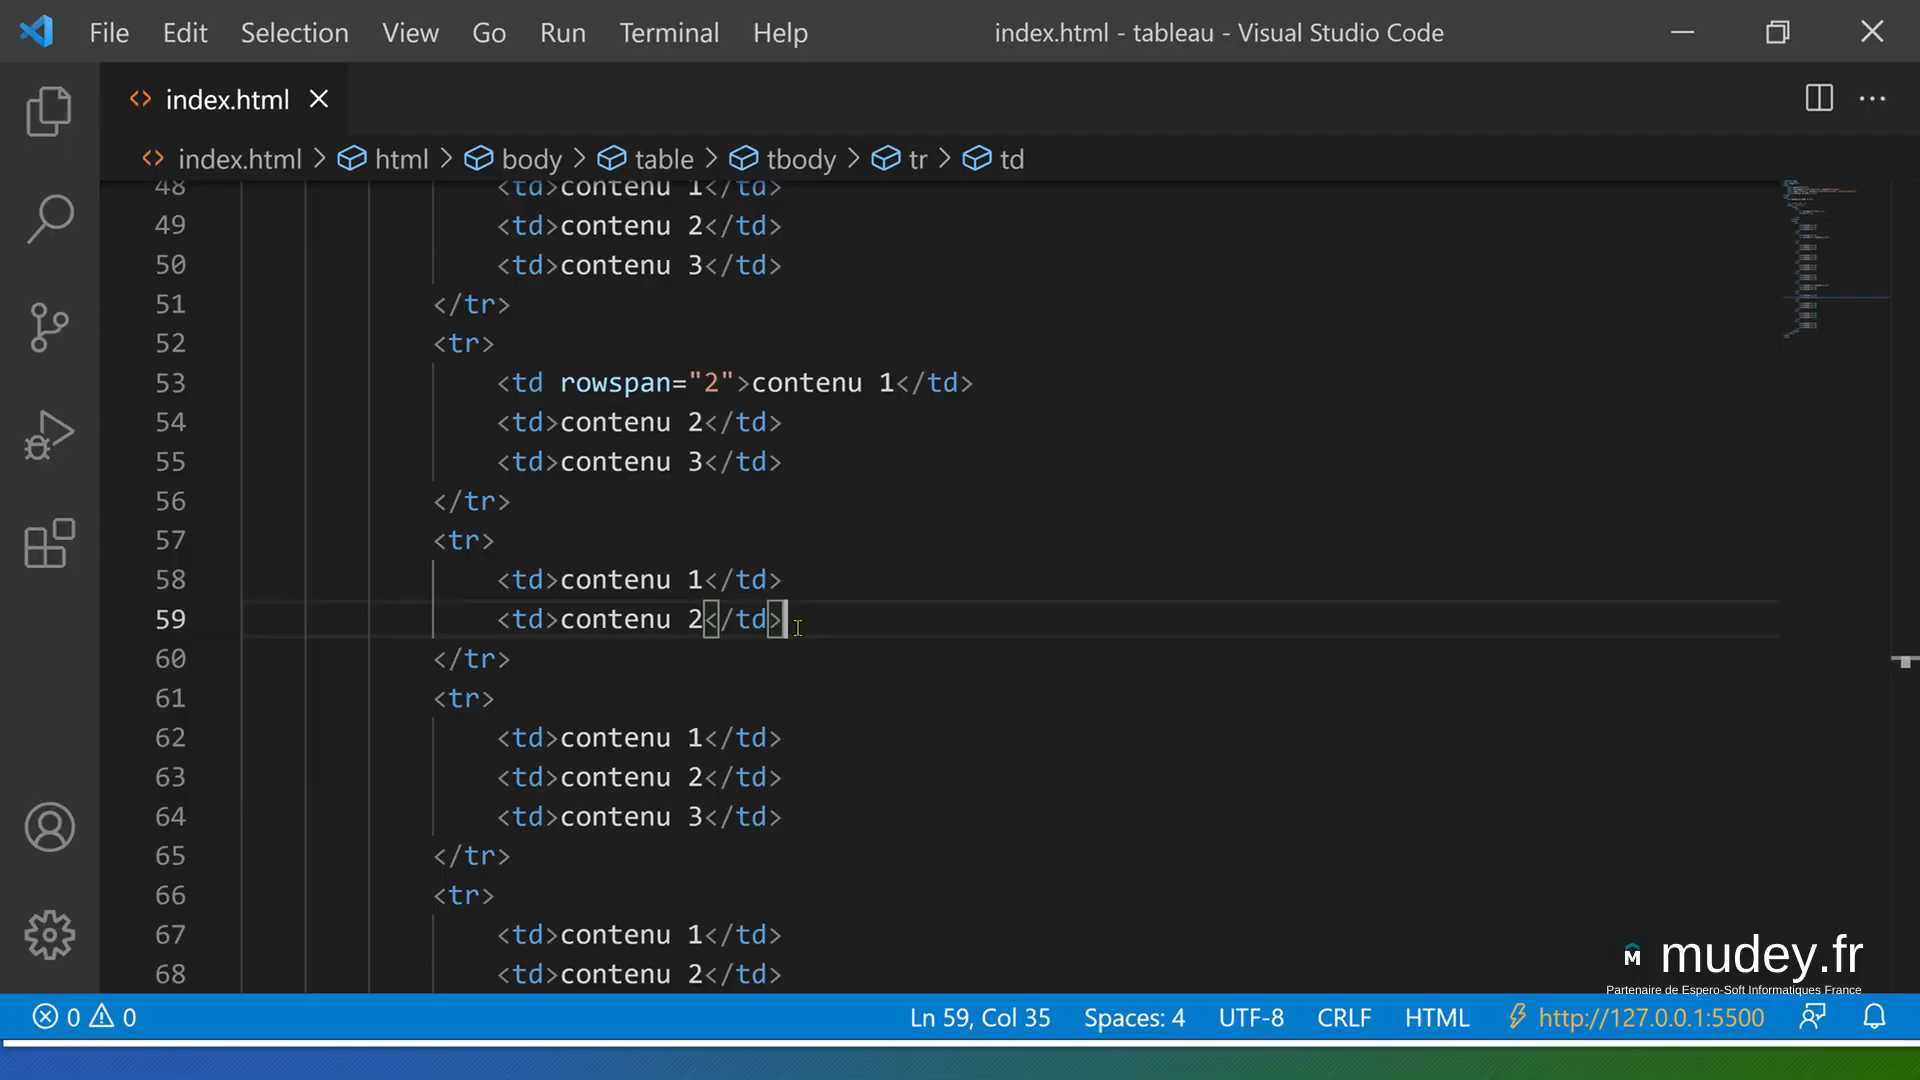 File Edit Selection View Go Run Terminal Help index.html - tableau - Visual Studio Code
index.html
index.html > html > body > table > tbody > tr > td
48 <td>contenu 1</td>
49 <td>contenu 2</td>
50 <td>contenu 3</td>
51 </tr>
52 <tr>
53 <td rowspan="2">contenu 1</td>
54 <td>contenu 2</td>
55 <td>contenu 3</td>
56 </tr>
57 <tr>
58 <td>contenu 1</td>
59 <td>contenu 2</td>
60 </tr>
61 <tr>
62 <td>contenu 1</td>
63 <td>contenu 2</td>
64 <td>contenu 3</td>
65 </tr>
66 <tr>
67 <td>contenu 1</td>
68 <td>contenu 2</td>
M mudey.fr
Partenaire de Espero-Soft Informatiques France
0 0 Ln 59, Col 35 Spaces: 4 UTF-8 CRLF HTML http://127.0.0.1:5500